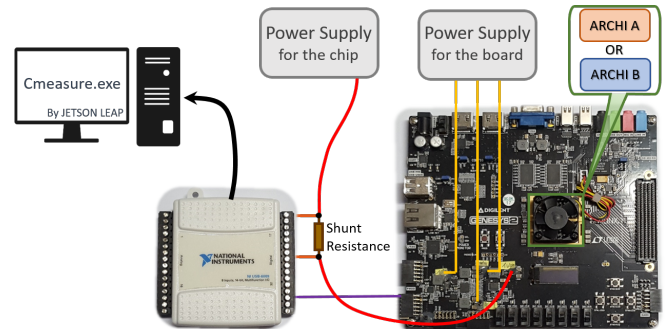 Power Supply
for the chip
Power Supply
for the board
ARCHI A
OR
ARCHI B
Cmeasure.exe
By JETSON LEAP
Shunt
Resistance
NATIONAL
INSTRUMENTS
DIGILENT
GENESYS 2